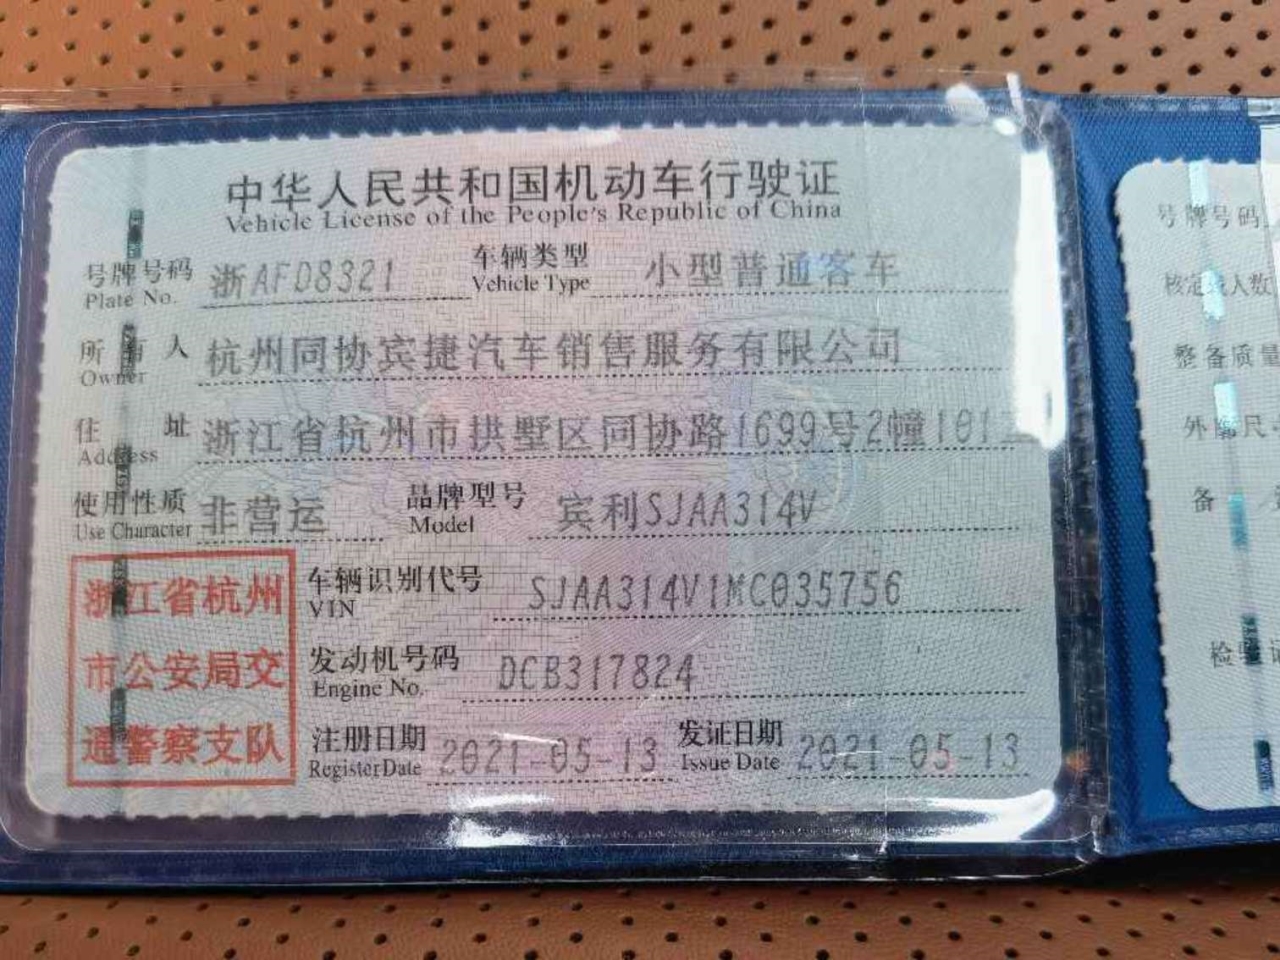 中华人民共和国机动车行驶证
Vehicle License of the People's Republic of China
号牌号码 浙AFD8321 车辆类型 小型普通客车
Plate No. Vehicle Type
所有人 杭州同协宾捷汽车销售服务有限公司
Owner
住址 浙江省杭州市拱墅区同协路1699号2幢101
Address
使用性质 非营运 品牌型号 宾利SJAA314V
Use Character Model
浙江省杭州
市公安局交
通警察支队
车辆识别代号 SJAA314V1MC035756
VIN
发动机号码 DCB317824
Engine No.
注册日期 2021-05-13 发证日期 2021-05-13
Register Date Issue Date
号牌号码
核定载人数
整备质量
外廓尺
备
检验